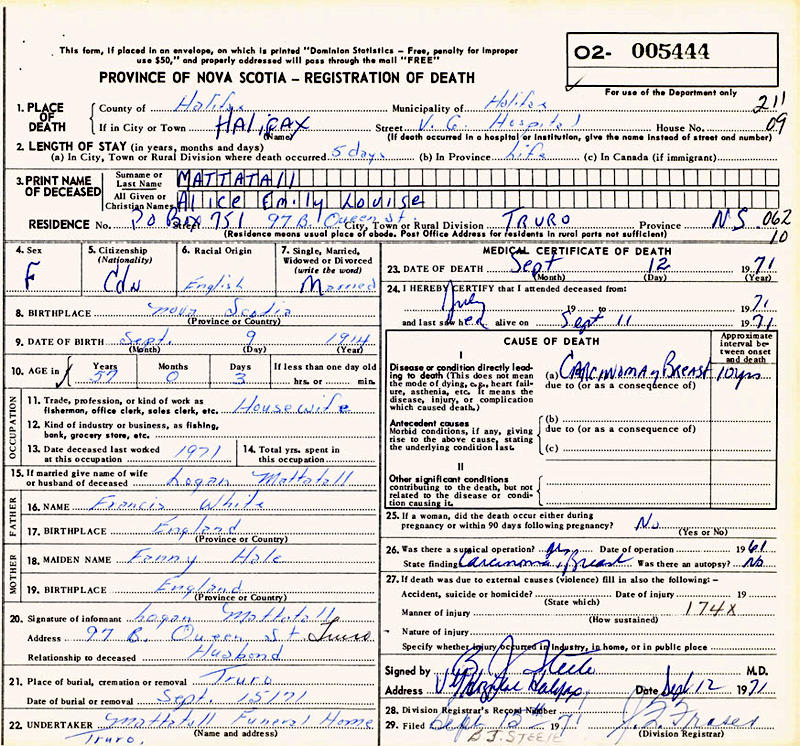 This form, if placed in an envelope, on which is printed "Dominion Statistics – Free, penalty for improper
use $50," and properly addressed will pass through the mail "FREE"
PROVINCE OF NOVA SCOTIA – REGISTRATION OF DEATH
O2- 005444
For use of the Department only
1. PLACE OF DEATH
County of Halifax Municipality of Halifax 211
If in City or Town HALIFAX Street V. G. Hospital House No. 09
(Name) (If death occurred in a hospital or institution, give the name instead of street and number)
2. LENGTH OF STAY (in years, months and days)
(a) In City, Town or Rural Division where death occurred 5 days (b) In Province Life (c) In Canada (if immigrant)
3. PRINT NAME OF DECEASED
Surname or Last Name MATTATAll
All Given or Christian Names Alice Emily Louise
RESIDENCE No. PO Box 751 Street 97 B. Queen St. City, Town or Rural Division TRURO Province N S. 062
(Residence means usual place of abode. Post Office Address for residents in rural parts not sufficient) 10
4. Sex F
5. Citizenship (Nationality) Cdn
6. Racial Origin English
7. Single, Married, Widowed or Divorced (write the word) Married
8. BIRTHPLACE Nova Scotia
(Province or Country)
9. DATE OF BIRTH Sept. 9 1914
(Month) (Day) (Year)
10. AGE in Years 57 Months 0 Days 3 If less than one day old
hrs. or min.
OCCUPATION
11. Trade, profession, or kind of work as
fisherman, office clerk, sales clerk, etc. Housewife
12. Kind of industry or business, as fishing,
bank, grocery store, etc.
13. Date deceased last worked
at this occupation 1971
14. Total yrs. spent in
this occupation
15. If married give name of wife
or husband of deceased Logan Mattatall
FATHER
16. NAME Francis White
17. BIRTHPLACE England
(Province or Country)
MOTHER
18. MAIDEN NAME Fanny Hale
19. BIRTHPLACE England
(Province or Country)
20. Signature of informant Logan Mattatall
Address 97 B. Queen St Truro
Relationship to deceased Husband
21. Place of burial, cremation or removal Truro
Date of burial or removal Sept. 15/71
22. UNDERTAKER Mattatall Funeral Home
Truro. (Name and address)
MEDICAL CERTIFICATE OF DEATH
23. DATE OF DEATH Sept 12 1971
(Month) (Day) (Year)
24. I HEREBY CERTIFY that I attended deceased from:
July 19 to 1971
and last saw her alive on Sept 11 1971
CAUSE OF DEATH
Approximate interval between onset and death
I
Disease or condition directly leading to death (This does not mean
the mode of dying, e.g., heart failure, asthenia, etc. It means the
disease, injury, or complication
which caused death.)
(a) CARCINOMA of BREAST 10 yrs
due to (or as a consequence of)
Antecedent causes
Morbid conditions, if any, giving
rise to the above cause, stating
the underlying condition last.
(b)
due to (or as a consequence of)
(c)
II
Other significant conditions
contributing to the death, but not
related to the disease or condition causing it.
25. If a woman, did the death occur either during
pregnancy or within 90 days following pregnancy? No
(Yes or No)
26. Was there a surgical operation? Date of operation 1961
State finding Carcinoma, Breast Was there an autopsy? No
27. If death was due to external causes (violence) fill in also the following:–
Accident, suicide or homicide? Date of injury 19
(State which) 174X
Manner of injury
(How sustained)
Nature of injury
Specify whether injury occurred in industry, in home, or in public place
Signed by B J Steele M.D.
Address Halifax Date Sept 12 1971
28. Division Registrar's Record Number
29. Filed Sept 1971 Fraser
B J STEELE (Division Registrar)